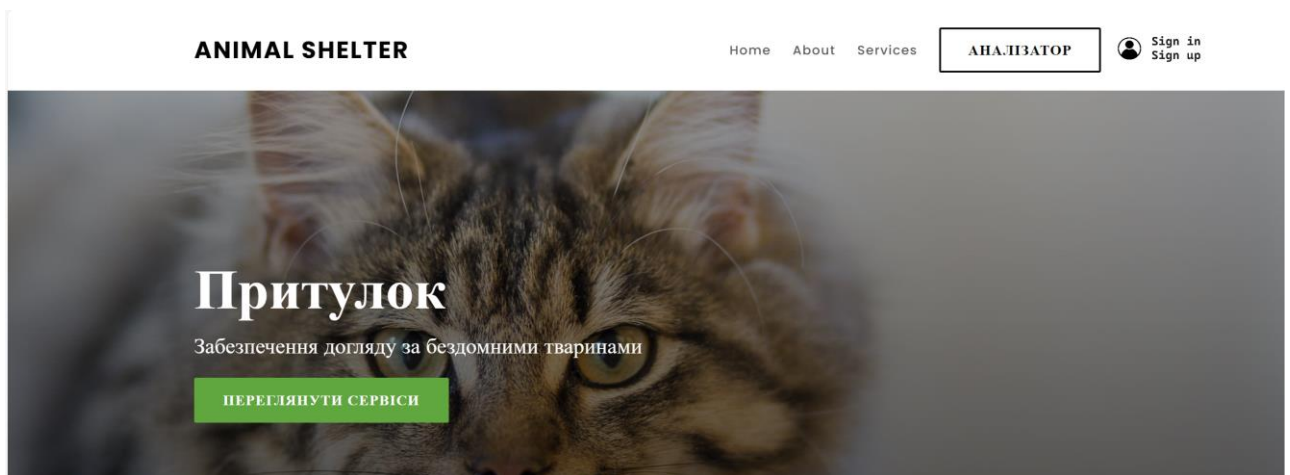 ANIMAL SHELTER
Home About Services
АНАЛІЗАТОР
Sign in
Sign up
Притулок
Забезпечення догляду за бездомними тваринами
ПЕРЕГЛЯНУТИ СЕРВІСИ